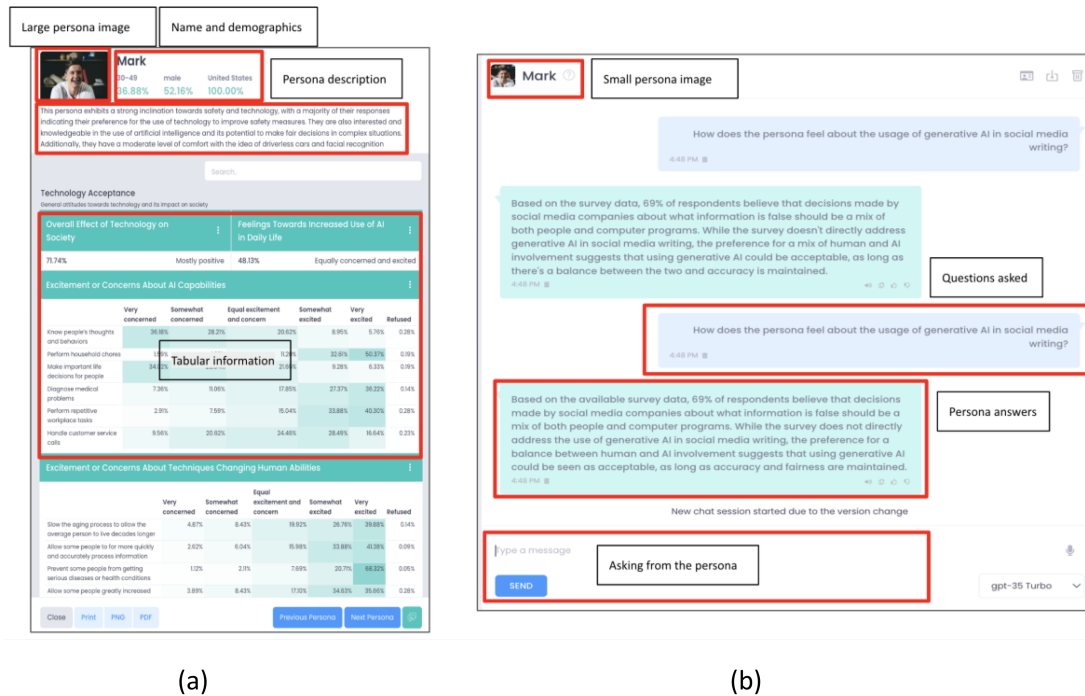 Large persona image
Name and demographics
Mark
30-49 male United States
36.88% 52.16% 100.00%
Persona description
This persona exhibits a strong inclination towards safety and technology, with a majority of their responses
indicating their preference for the use of technology to improve safety measures. They are also interested and
knowledgeable in the use of artificial intelligence and its potential to make fair decisions in complex situations.
Additionally, they have a moderate level of comfort with the idea of driverless cars and facial recognition
Search..
Technology Acceptance
General attitudes towards technology and its impact on society
Overall Effect of Technology on
Society
Feelings Towards Increased Use of AI
in Daily Life
71.74% Mostly positive 48.13% Equally concerned and excited
Excitement or Concerns About AI Capabilities
Very
concerned
Somewhat
concerned
Equal excitement
and concern
Somewhat
excited
Very
excited
Refused
Know people's thoughts
and behaviors
28.21% 8.95% 5.76% 0.28%
Perform household chores
32.61% 50.37% 0.19%
Tabular information
Make important life
decisions for people
9.28% 6.33% 0.19%
Diagnose medical
problems
7.36% 11.06% 17.85% 27.37% 36.22% 0.14%
Perform repetitive
workplace tasks
2.91% 7.59% 15.04% 33.88% 40.30% 0.28%
Handle customer service
calls
9.56% 20.62% 24.46% 28.49% 16.64% 0.23%
Excitement or Concerns About Techniques Changing Human Abilities
Very
concerned
Somewhat
concerned
Equal
excitement and
concern
Somewhat
excited
Very
excited
Refused
Slow the aging process to allow the
average person to live decades longer
4.87% 8.43% 19.92% 26.76% 39.88% 0.14%
Allow some people to far more quickly
and accurately process information
2.62% 6.04% 15.98% 33.88% 41.38% 0.09%
Prevent some people from getting
serious diseases or health conditions
1.12% 2.11% 7.69% 20.71% 68.32% 0.05%
Allow some people greatly increased
3.89% 8.43% 17.10% 34.63% 35.66% 0.28%
Close Print PNG PDF Previous Persona Next Persona
(a)
Mark
Small persona image
How does the persona feel about the usage of generative AI in social media
writing?
4:48 PM
Based on the survey data, 69% of respondents believe that decisions made by
social media companies about what information is false should be a mix of
both people and computer programs. While the survey doesn't directly address
generative AI in social media writing, the preference for a mix of human and AI
involvement suggests that using generative AI could be acceptable, as long as
there's a balance between the two and accuracy is maintained.
4:48 PM
Questions asked
How does the persona feel about the usage of generative AI in social media
writing?
4:48 PM
Based on the available survey data, 69% of respondents believe that decisions
made by social media companies about what information is false should be a
mix of both people and computer programs. While the survey does not directly
address the use of generative AI in social media writing, the preference for a
balance between human and AI involvement suggests that using generative AI
could be seen as acceptable, as long as accuracy and fairness are maintained.
4:48 PM
Persona answers
New chat session started due to the version change
Type a message
Asking from the persona
SEND
gpt-35 Turbo
(b)